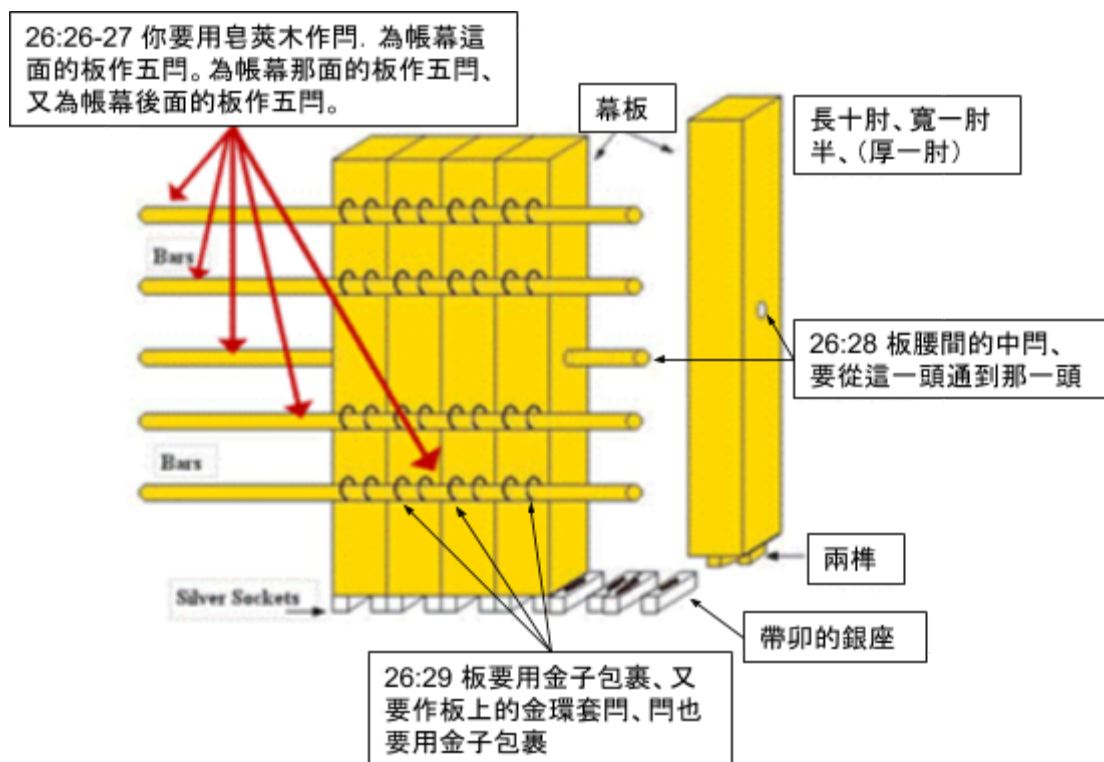 26:26-27 你要用皂莢木作閂．為帳幕這
面的板作五閂。為帳幕那面的板作五閂、
又為帳幕後面的板作五閂。
幕板
長十肘、寬一肘
半、（厚一肘）
Bars
26:28 板腰間的中閂、
要從這一頭通到那一頭
Bars
兩榫
Silver Sockets
帶卯的銀座
26:29 板要用金子包裹、又
要作板上的金環套閂、閂也
要用金子包裹